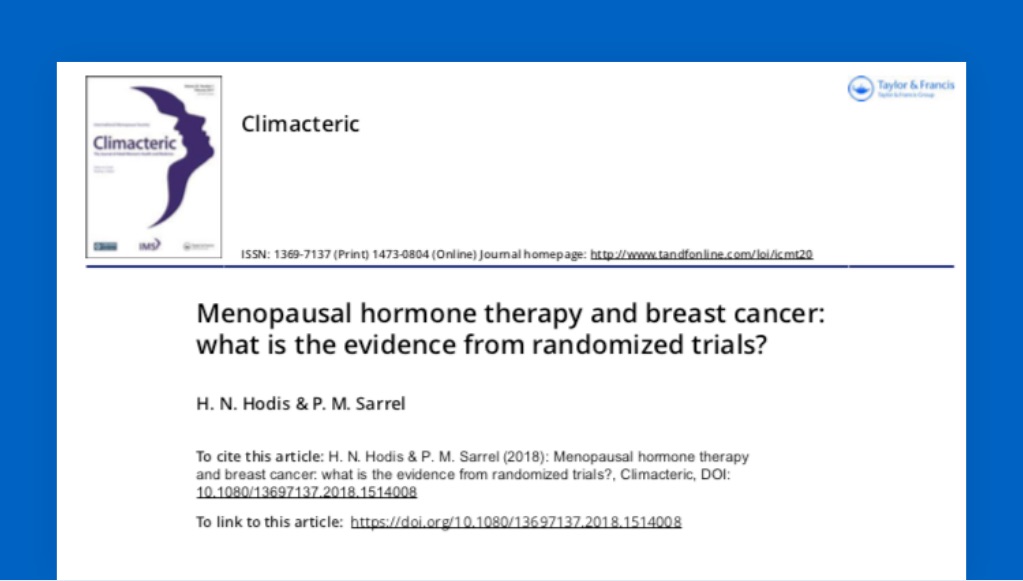 Climacteric
Taylor & Francis
Taylor & Francis Group
Climacteric
IMS
ISSN: 1369-7137 (Print) 1473-0804 (Online) Journal homepage: http://www.tandfonline.com/loi/icmt20
Menopausal hormone therapy and breast cancer:
what is the evidence from randomized trials?
H. N. Hodis & P. M. Sarrel
To cite this article: H. N. Hodis & P. M. Sarrel (2018): Menopausal hormone therapy
and breast cancer: what is the evidence from randomized trials?, Climacteric, DOI:
10.1080/13697137.2018.1514008
To link to this article: https://doi.org/10.1080/13697137.2018.1514008